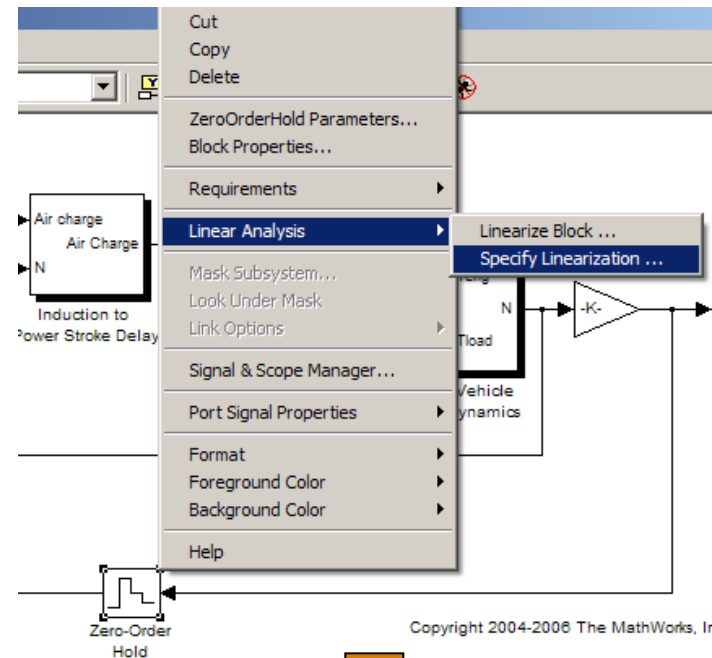 Cut
Copy
Delete
ZeroOrderHold Parameters...
Block Properties...
Requirements
Linear Analysis
Linearize Block ...
Specify Linearization ...
Mask Subsystem...
Look Under Mask
Link Options
Signal & Scope Manager...
Port Signal Properties
Format
Foreground Color
Background Color
Help
Air charge
Air Charge
N
Induction to
Power Stroke Delay
N
Tload
Vehicle
ynamics
-K-
Zero-Order
Hold
Copyright 2004-2006 The MathWorks, In